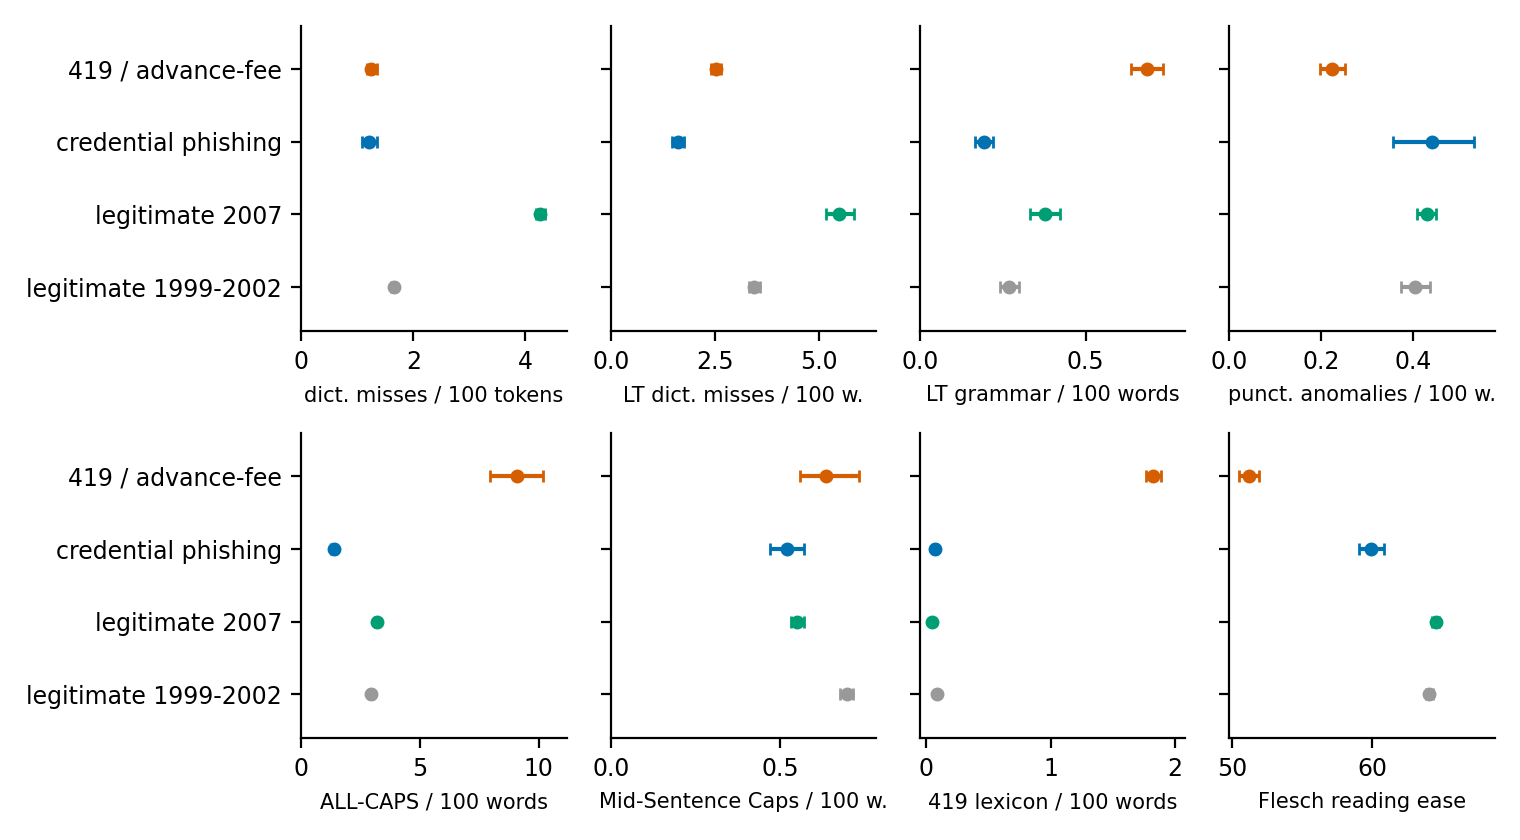 419 / advance-fee
credential phishing
legitimate 2007
legitimate 1999-2002
0 2 4
dict. misses / 100 tokens
0.0 2.5 5.0
LT dict. misses / 100 w.
0.0 0.5
LT grammar / 100 words
0.0 0.2 0.4
punct. anomalies / 100 w.
419 / advance-fee
credential phishing
legitimate 2007
legitimate 1999-2002
0 5 10
ALL-CAPS / 100 words
0.0 0.5
Mid-Sentence Caps / 100 w.
0 1 2
419 lexicon / 100 words
50 60
Flesch reading ease